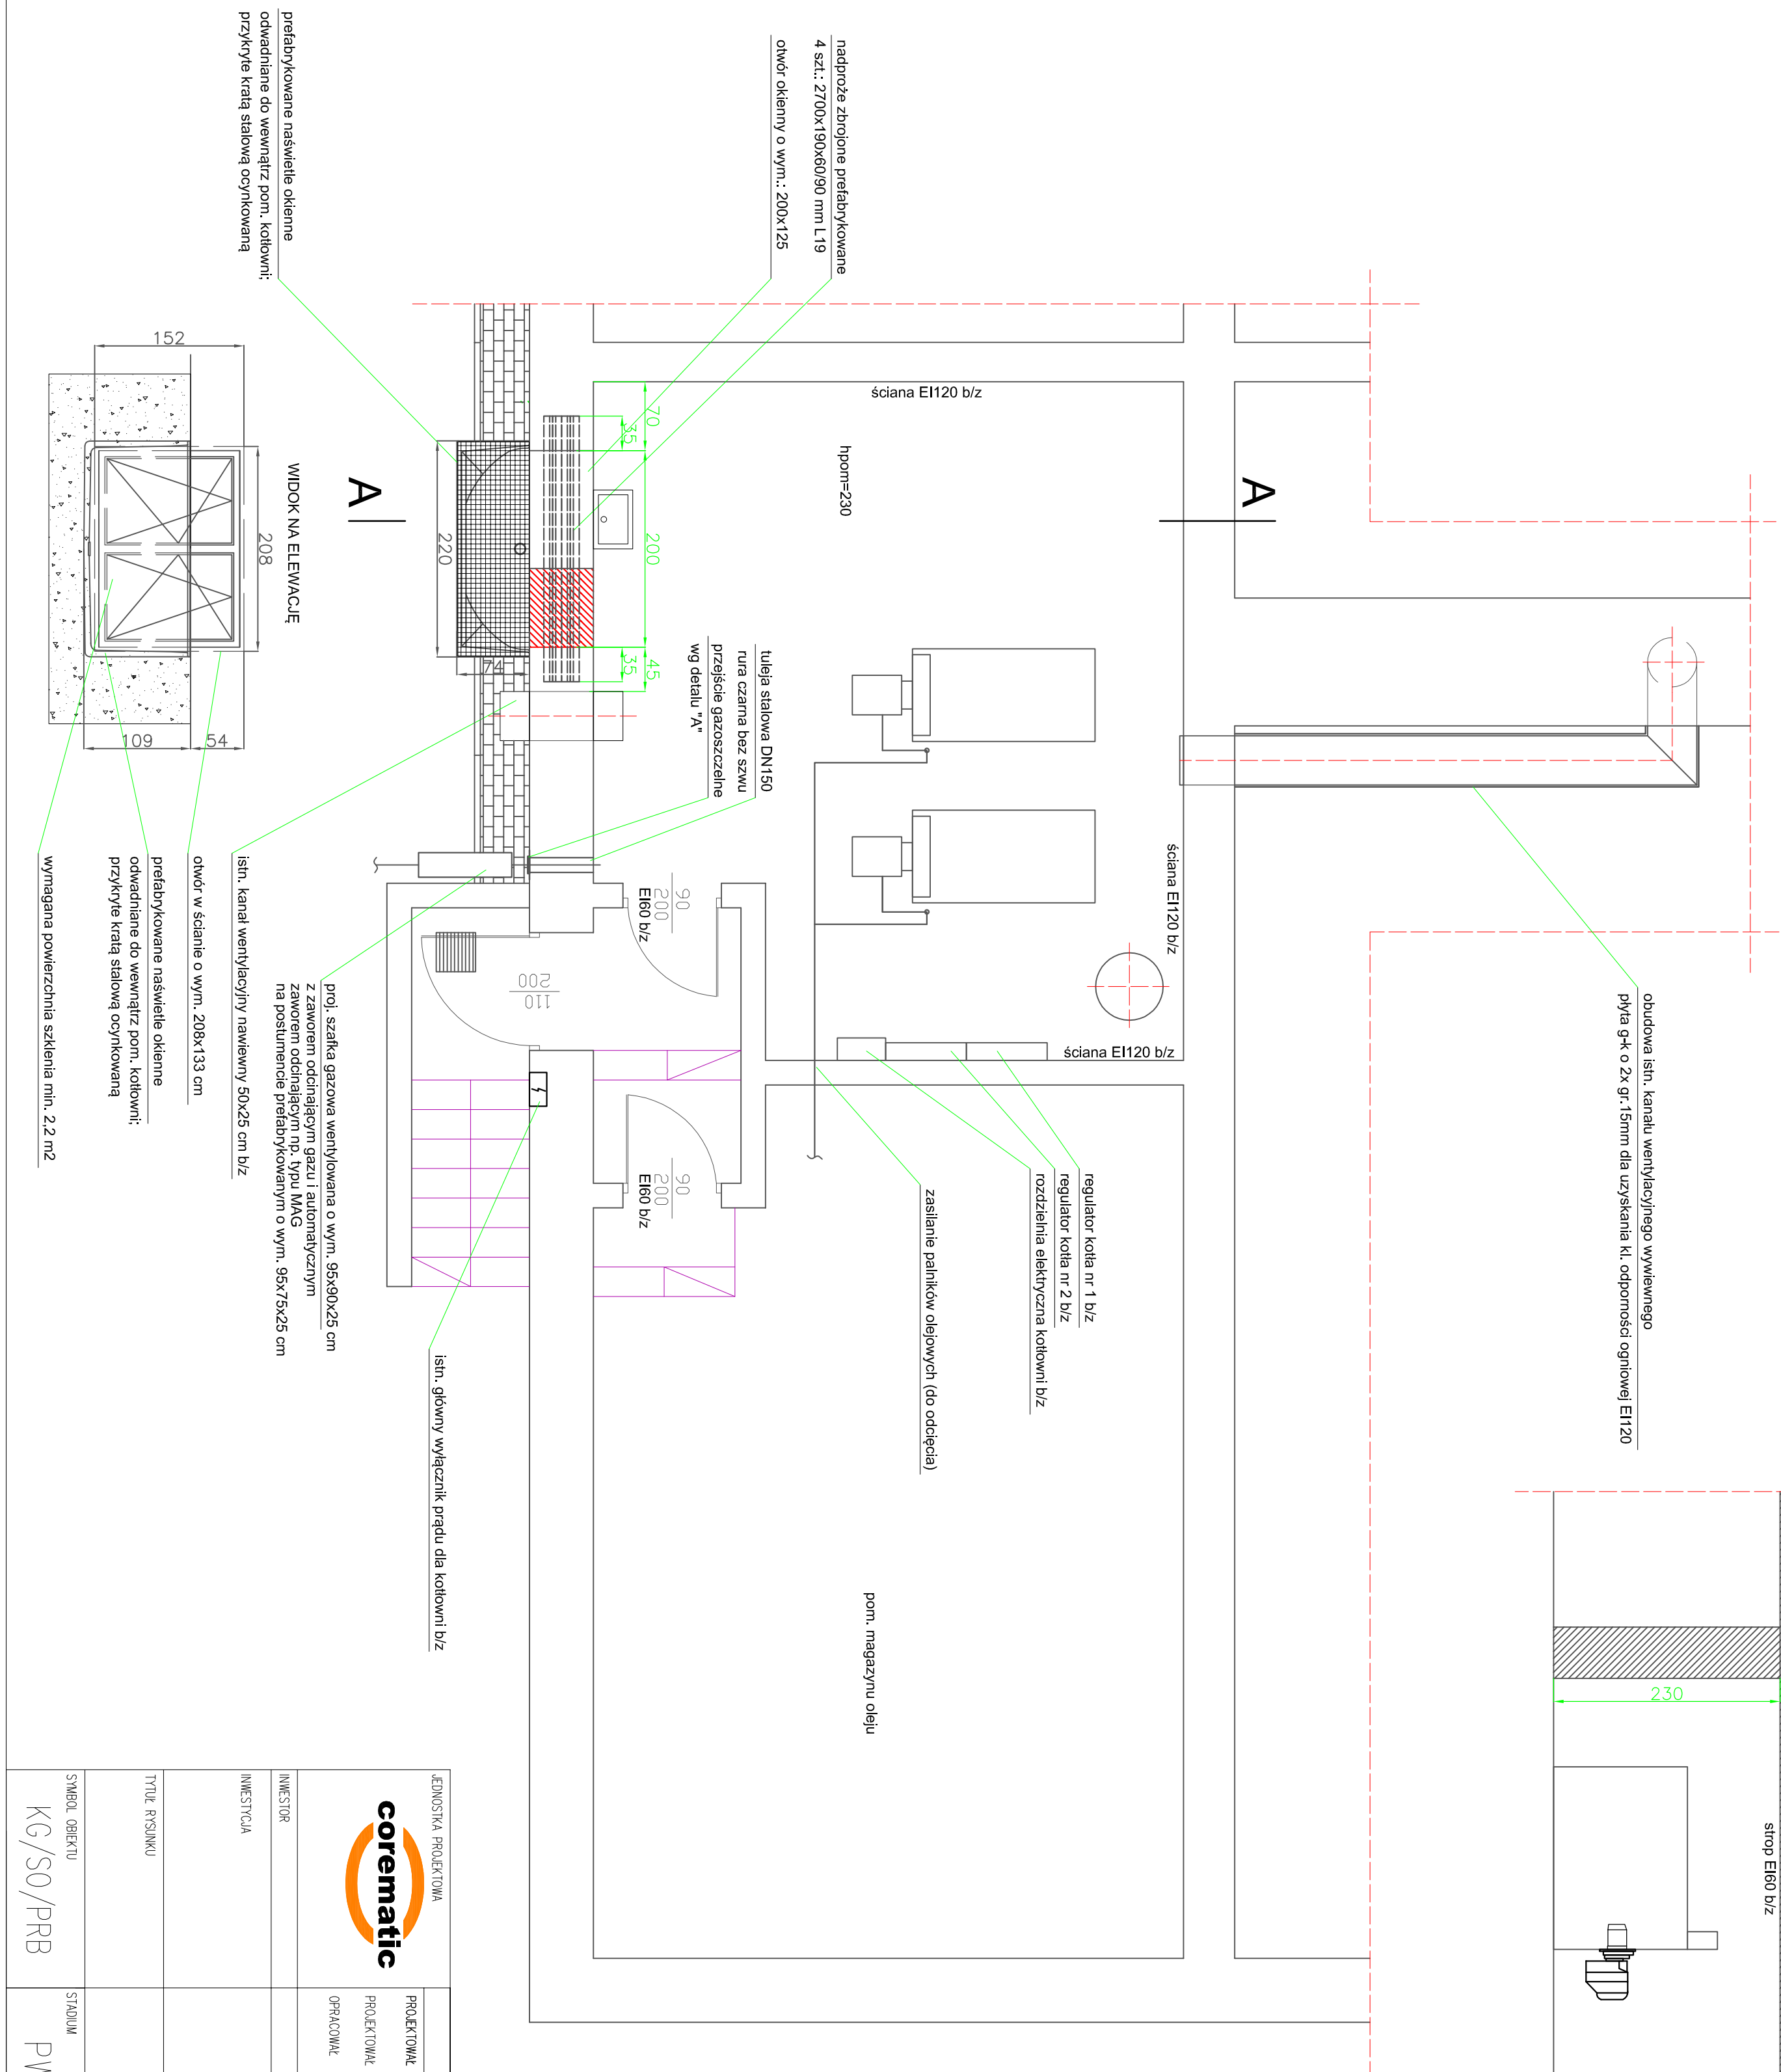 nadproże zbrojone prefabrykowane
4 szt.: 2700x190x60/90 mm L19
otwór okienny o wym.: 200x125
prefabrykowane naświetle okienne
odwadniane do wewnątrz pom. kotłowni;
przykryte kratą stalową ocynkowaną
ściana EI120 b/z
hpom=230
A
A
70
35
200
45
35
220
74
tuleja stalowa DN150
rura czarna bez szwu
przejście gazoszczelne
wg detalu "A"
ściana EI120 b/z
ściana EI120 b/z
obudowa istn. kanału wentylacyjnego wywiewnego
płyta g-k o 2x gr.15mm dla uzyskania kl. odporności ogniowej EI120
regulator kotła nr 1 b/z
regulator kotła nr 2 b/z
rozdzielnia elektryczna kotłowni b/z
zasilanie palników olejowych (do odcięcia)
90
200
EI60 b/z
110
200
90
200
EI60 b/z
pom. magazynu oleju
strop EI60 b/z
230
WIDOK NA ELEWACJĘ
208
152
54
109
istn. kanał wentylacyjny nawiewny 50x25 cm b/z
otwór w ścianie o wym. 208x133 cm
prefabrykowane naświetle okienne
odwadniane do wewnątrz pom. kotłowni;
przykryte kratą stalową ocynkowaną
wymagana powierzchnia szklenia min. 2,2 m2
proj. szafka gazowa wentylowana o wym. 95x90x25 cm
z zaworem odcinającym gazu i automatycznym
zaworem odcinającym np. typu MAG
na postumencie prefabrykowanym o wym. 95x75x25 cm
istn. główny wyłącznik prądu dla kotłowni b/z
JEDNOSTKA PROJEKTOWA
corematic
PROJEKTOWAŁ
PROJEKTOWAŁ
OPRACOWAŁ
INWESTOR
INWESTYCJA
TYTUŁ RYSUNKU
SYMBOL OBIEKTU
KG/SO/PRB
STADIUM